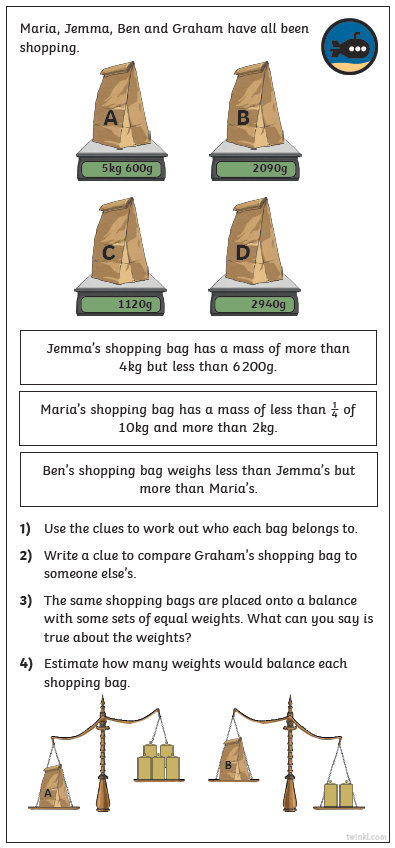 Maria, Jemma, Ben and Graham have all been
shopping.
A
B
5kg 600g
2090g
C
D
1120g
2940g
Jemma's shopping bag has a mass of more than
4kg but less than 6 200g.
Maria's shopping bag has a mass of less than 1/4 of
10kg and more than 2kg.
Ben's shopping bag weighs less than Jemma's but
more than Maria's.
1) Use the clues to work out who each bag belongs to.
2) Write a clue to compare Graham's shopping bag to
someone else's.
3) The same shopping bags are placed onto a balance
with some sets of equal weights. What can you say is
true about the weights?
4) Estimate how many weights would balance each
shopping bag.
A
B
twinkl.com